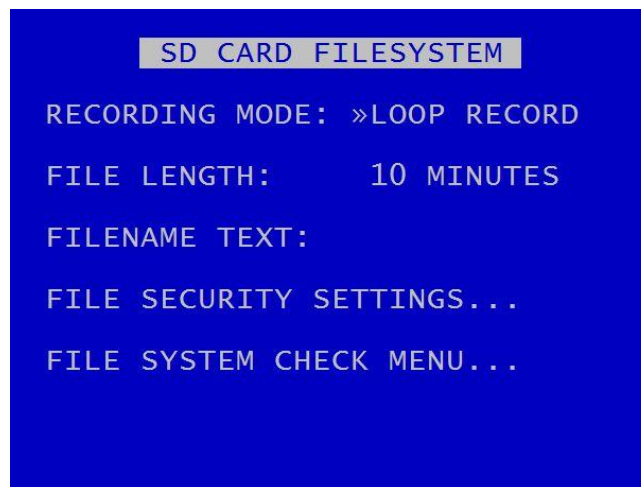 SD CARD FILESYSTEM
RECORDING MODE: »LOOP RECORD
FILE LENGTH: 10 MINUTES
FILENAME TEXT:
FILE SECURITY SETTINGS...
FILE SYSTEM CHECK MENU...